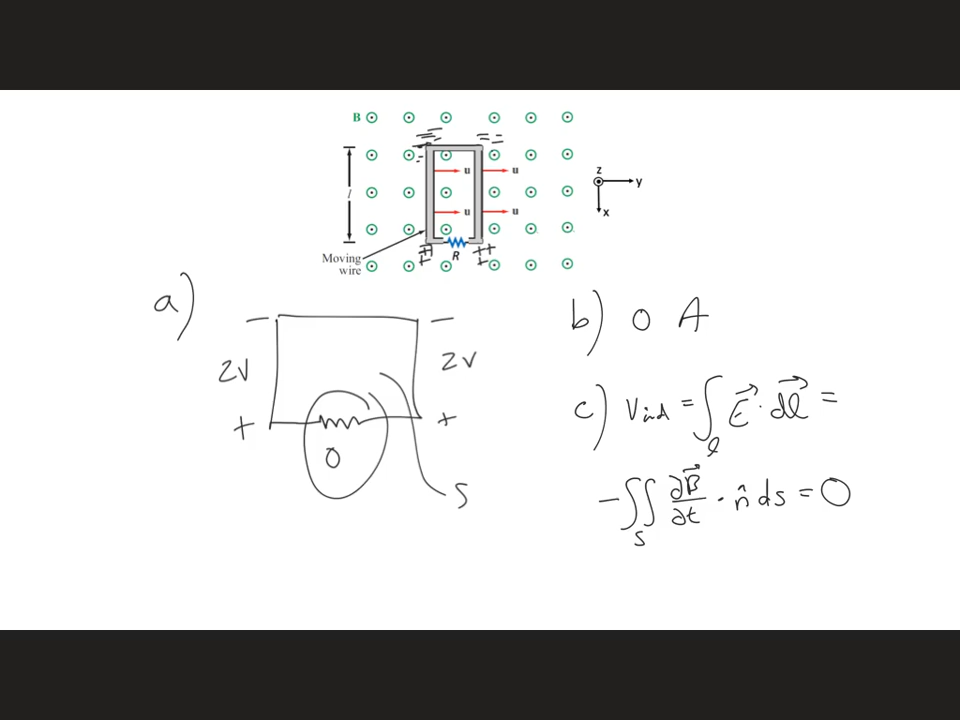 B
z
y
x
u u
l
u u
R
Moving
wire
− − − −
+ + + +
a)
− −
2V 2V
+ +
0
S
b) 0 A
c) V_ind = ∫_l E⃗ · dl⃗ =
− ∬_S ∂B⃗/∂t · n̂ ds = 0